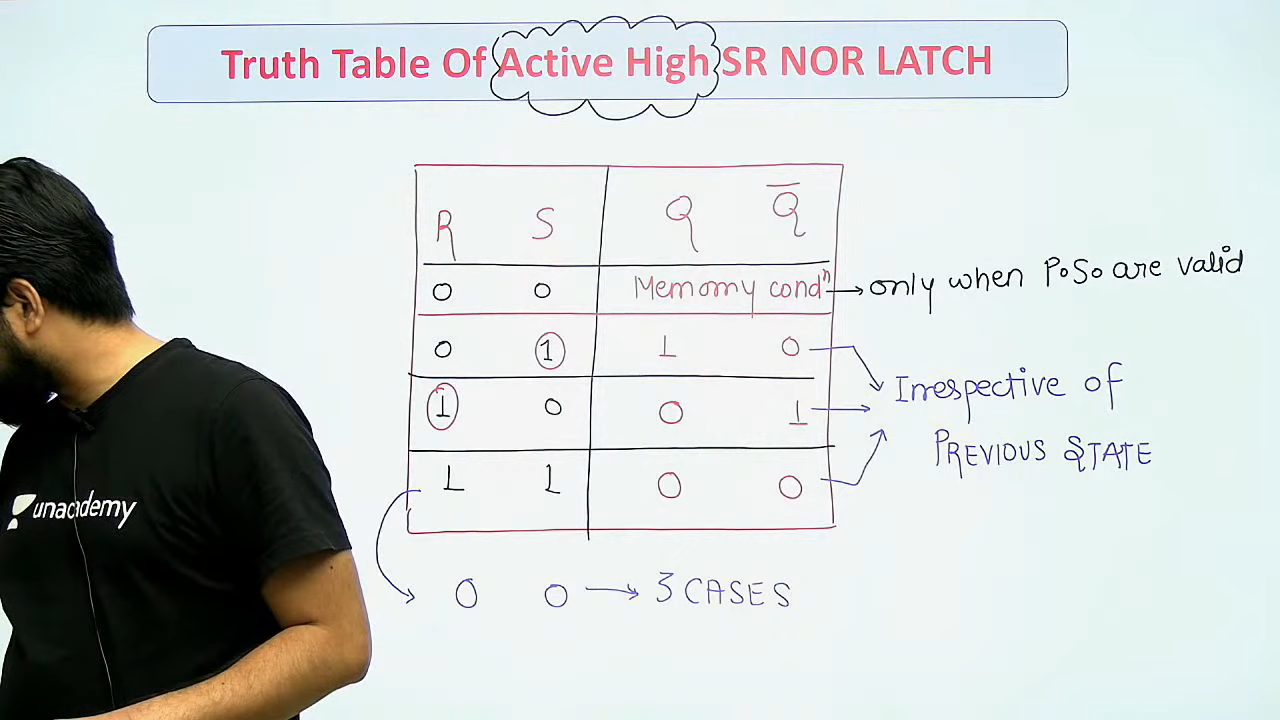 Truth Table Of Active High SR NOR LATCH
R S Q Q̅
0 0 Memory condⁿ → only when P.S. are valid
0 1 1 0
1 0 0 1
1 1 0 0
Irrespective of
PREVIOUS STATE
0 0 → 3 CASES
unacademy